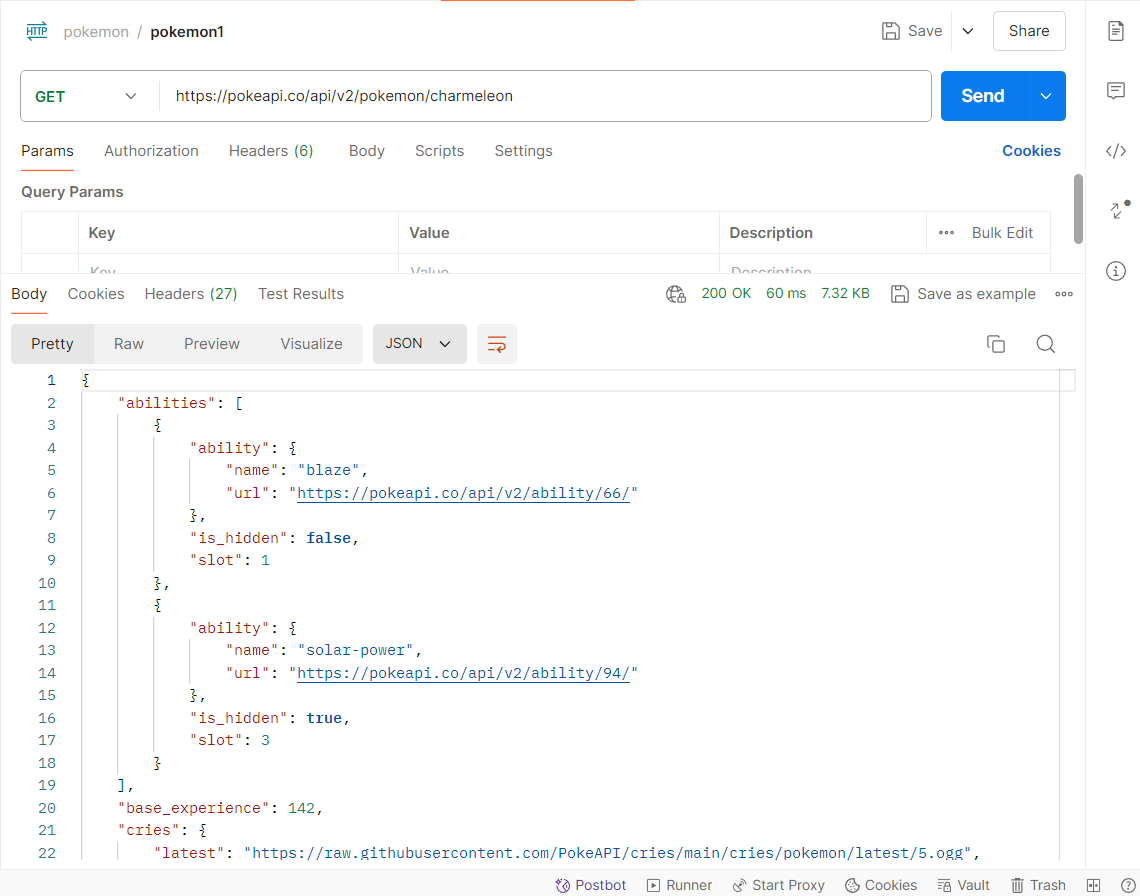 HTTP pokemon / pokemon1 Save Share
GET https://pokeapi.co/api/v2/pokemon/charmeleon Send
Params Authorization Headers (6) Body Scripts Settings Cookies
Query Params
Key Value Description Bulk Edit
Key Value Description
Body Cookies Headers (27) Test Results 200 OK 60 ms 7.32 KB Save as example
Pretty Raw Preview Visualize JSON
1 {
2 "abilities": [
3 {
4 "ability": {
5 "name": "blaze",
6 "url": "https://pokeapi.co/api/v2/ability/66/"
7 },
8 "is_hidden": false,
9 "slot": 1
10 },
11 {
12 "ability": {
13 "name": "solar-power",
14 "url": "https://pokeapi.co/api/v2/ability/94/"
15 },
16 "is_hidden": true,
17 "slot": 3
18 }
19 ],
20 "base_experience": 142,
21 "cries": {
22 "latest": "https://raw.githubusercontent.com/PokeAPI/cries/main/cries/pokemon/latest/5.ogg",
Postbot Runner Start Proxy Cookies Vault Trash